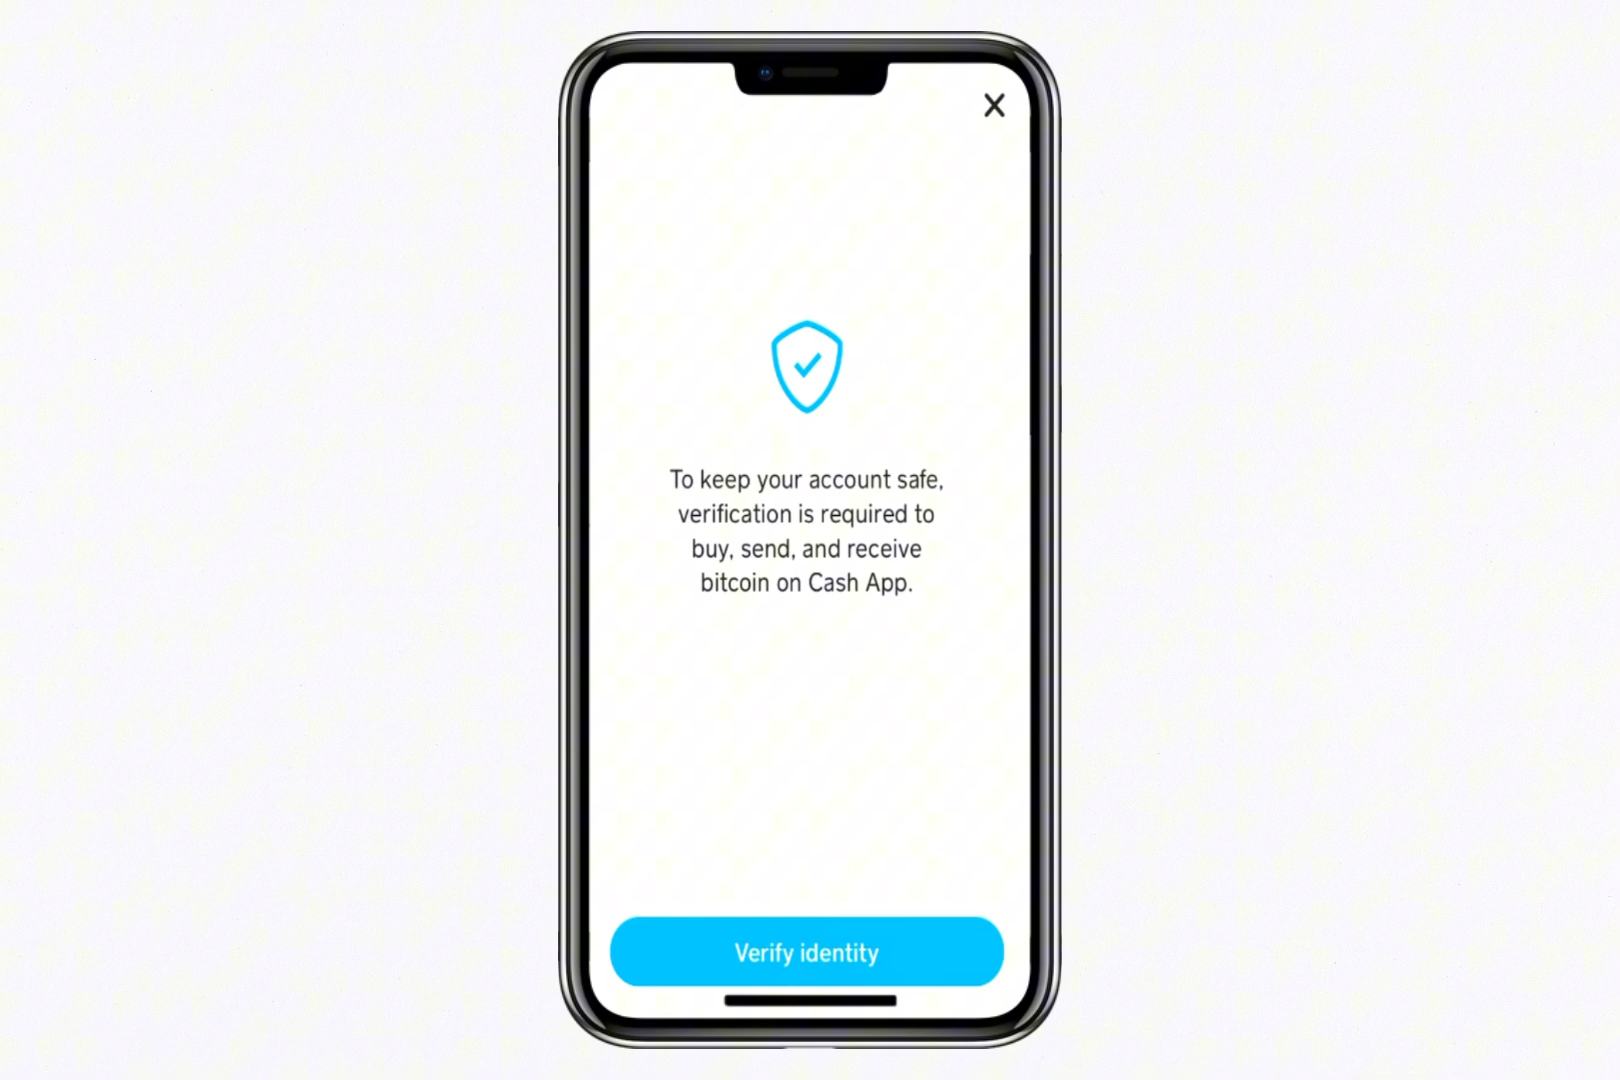 To keep your account safe,
verification is required to
buy, send, and receive
bitcoin on Cash App.
Verify identity